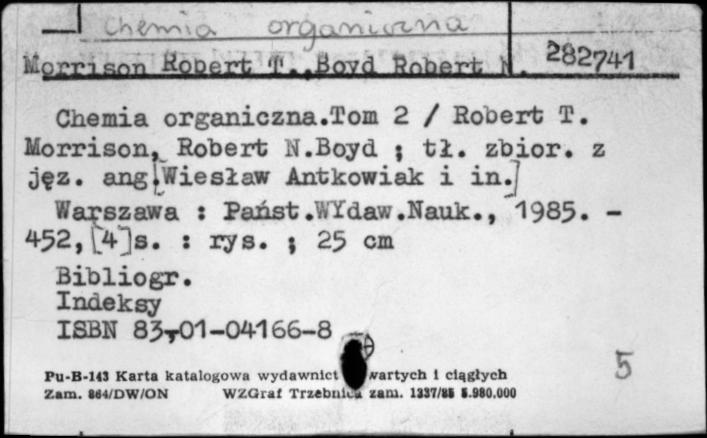 chemia organiczna
Morrison Robert T., Boyd Robert N. 282741
Chemia organiczna.Tom 2 / Robert T.
Morrison, Robert N.Boyd ; tł. zbior. z
jęz. ang.[Wiesław Antkowiak i in.]
Warszawa : Państ.WYdaw.Nauk., 1985. -
452,[4]s. : rys. ; 25 cm
Bibliogr.
Indeksy
ISBN 83-01-04166-8
5
Pu-B-143 Karta katalogowa wydawnict wartych i ciągłych
Zam. 864/DW/ON WZGraf Trzebnica zam. 1337/85 5.980.000